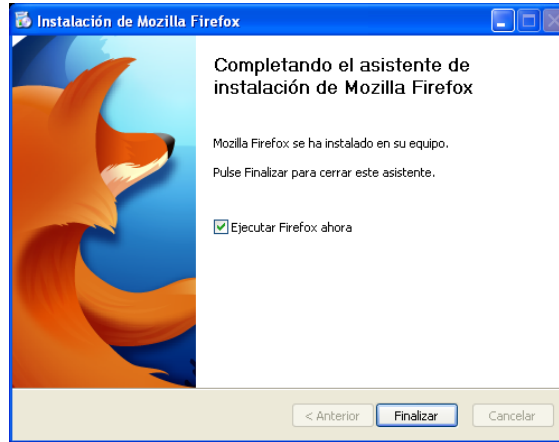 Instalación de Mozilla Firefox
Completando el asistente de
instalación de Mozilla Firefox
Mozilla Firefox se ha instalado en su equipo.
Pulse Finalizar para cerrar este asistente.
Ejecutar Firefox ahora
< Anterior
Finalizar
Cancelar